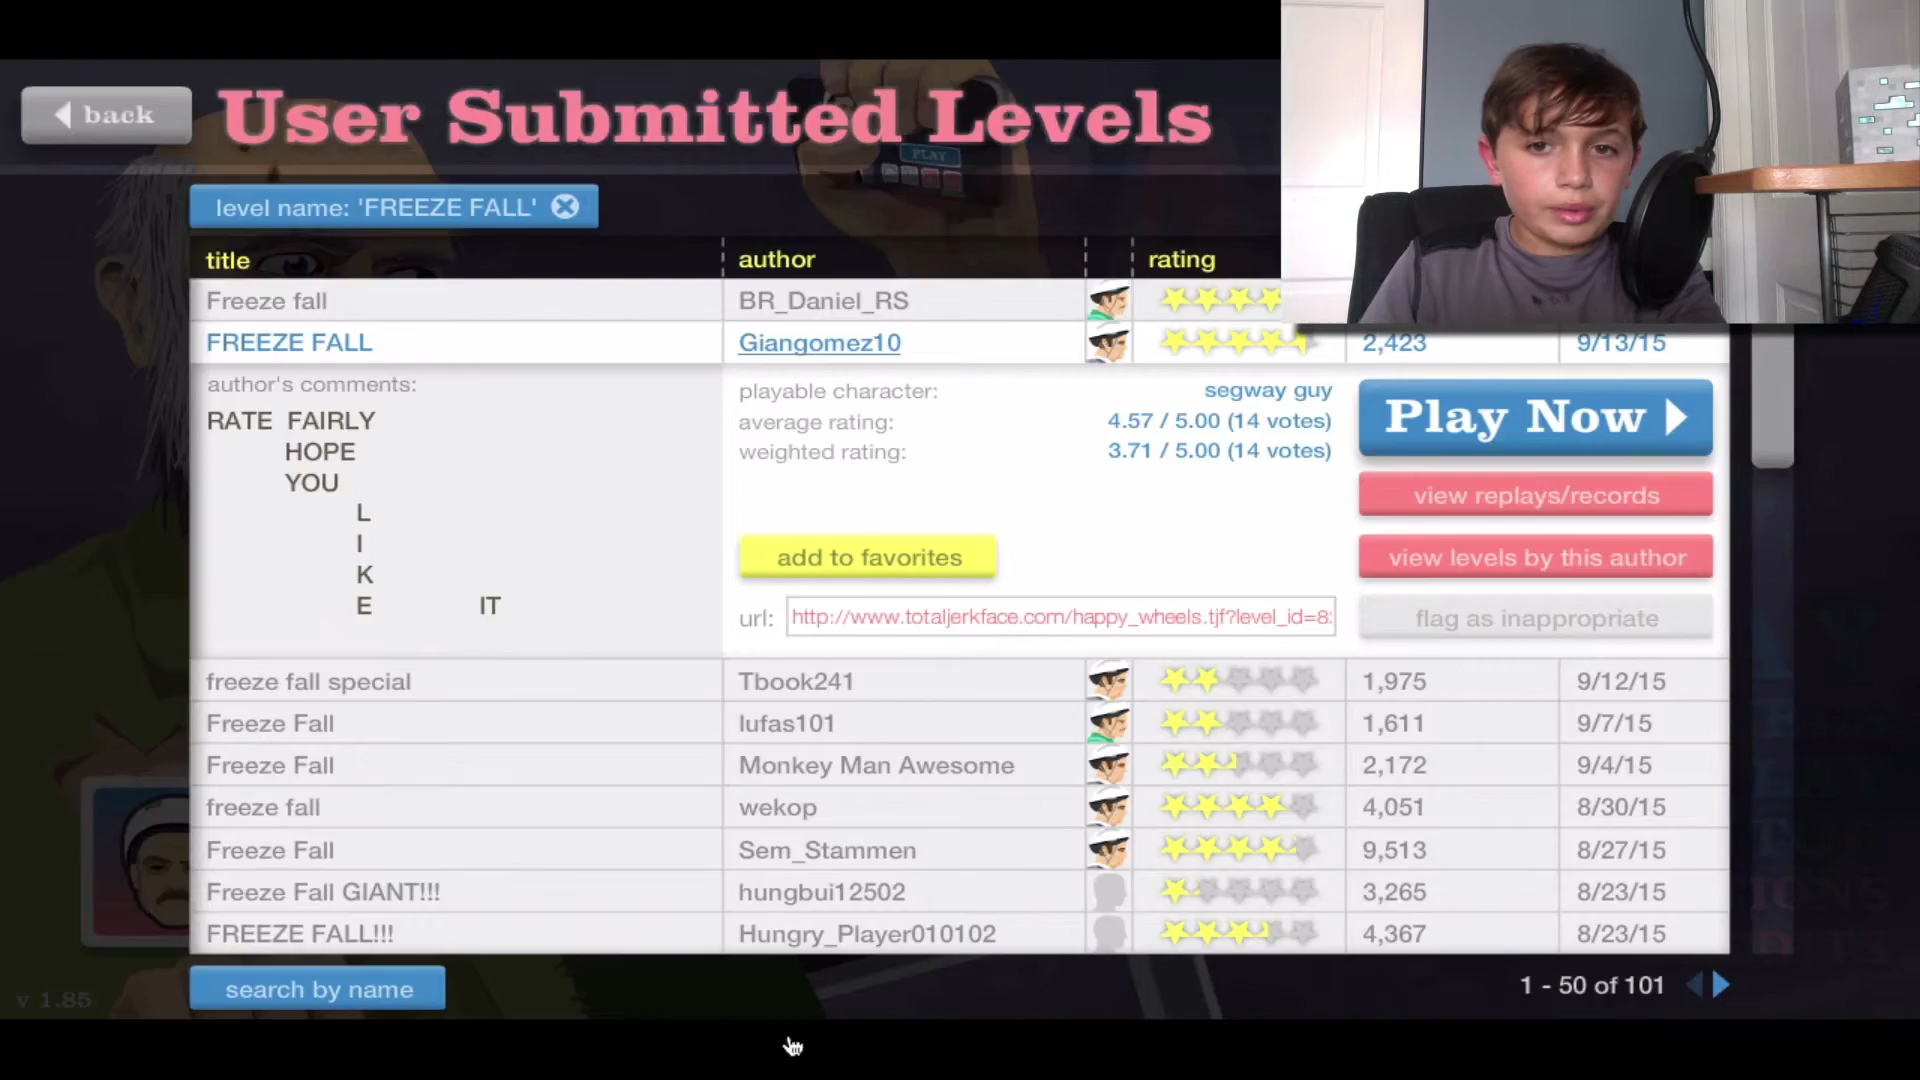 back
User Submitted Levels
PLAY
level name: 'FREEZE FALL'
title author rating
Freeze fall BR_Daniel_RS
FREEZE FALL Giangomez10 2,423 9/13/15
author's comments:
RATE FAIRLY
HOPE
YOU
L
I
K
E IT
playable character: segway guy
average rating: 4.57 / 5.00 (14 votes)
weighted rating: 3.71 / 5.00 (14 votes)
add to favorites
url: http://www.totaljerkface.com/happy_wheels.tjf?level_id=8
Play Now
view replays/records
view levels by this author
flag as inappropriate
freeze fall special Tbook241 1,975 9/12/15
Freeze Fall lufas101 1,611 9/7/15
Freeze Fall Monkey Man Awesome 2,172 9/4/15
freeze fall wekop 4,051 8/30/15
Freeze Fall Sem_Stammen 9,513 8/27/15
Freeze Fall GIANT!!! hungbui12502 3,265 8/23/15
FREEZE FALL!!! Hungry_Player010102 4,367 8/23/15
v 1.85
search by name
1 - 50 of 101